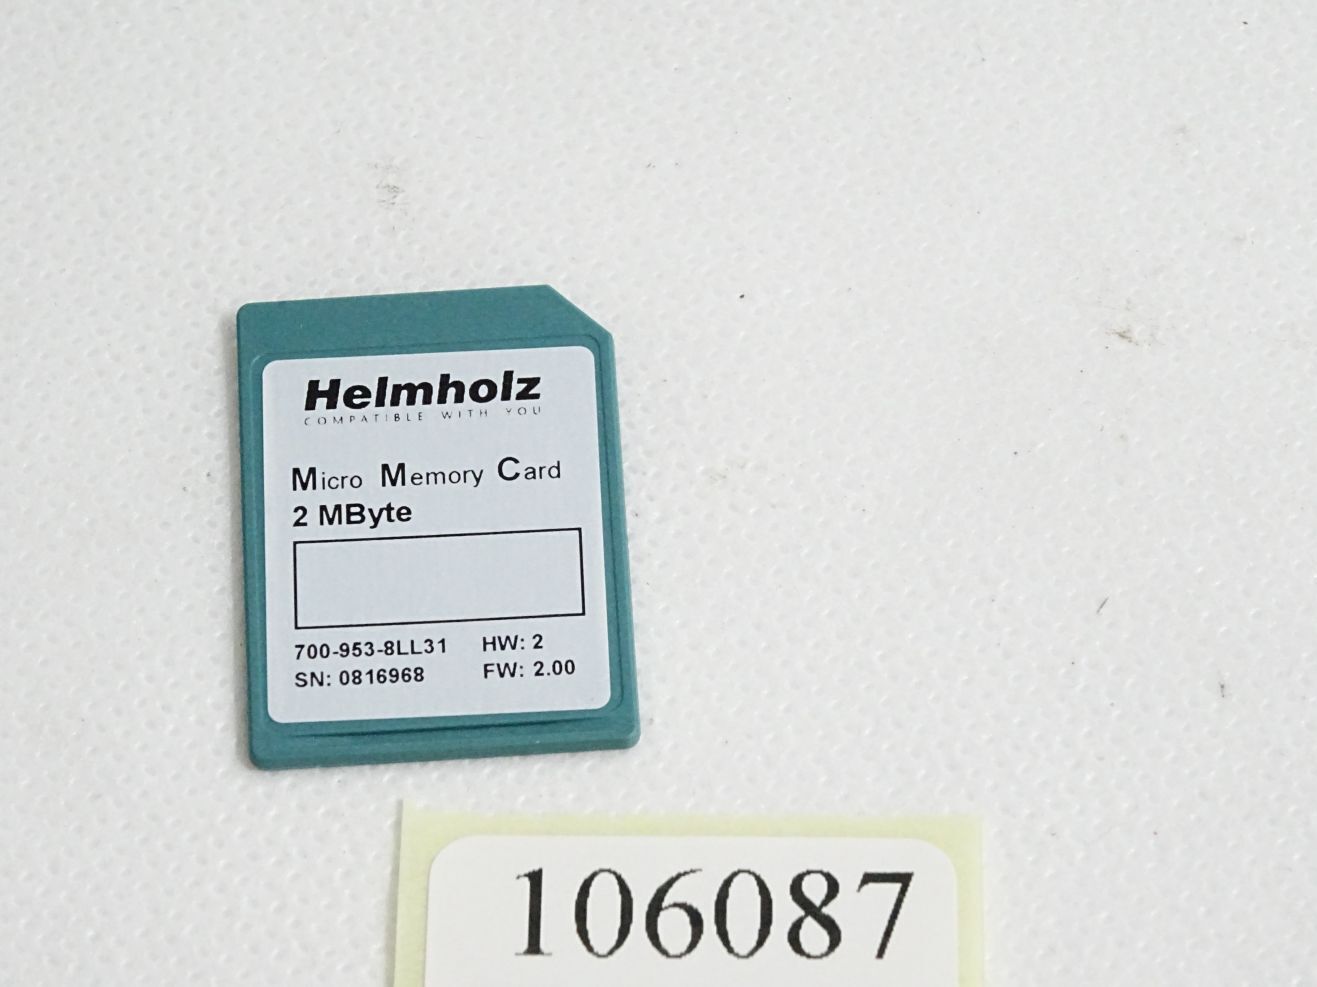 Helmholz
COMPATIBLE WITH YOU
Micro Memory Card
2 MByte
700-953-8LL31 HW: 2
SN: 0816968 FW: 2.00
106087